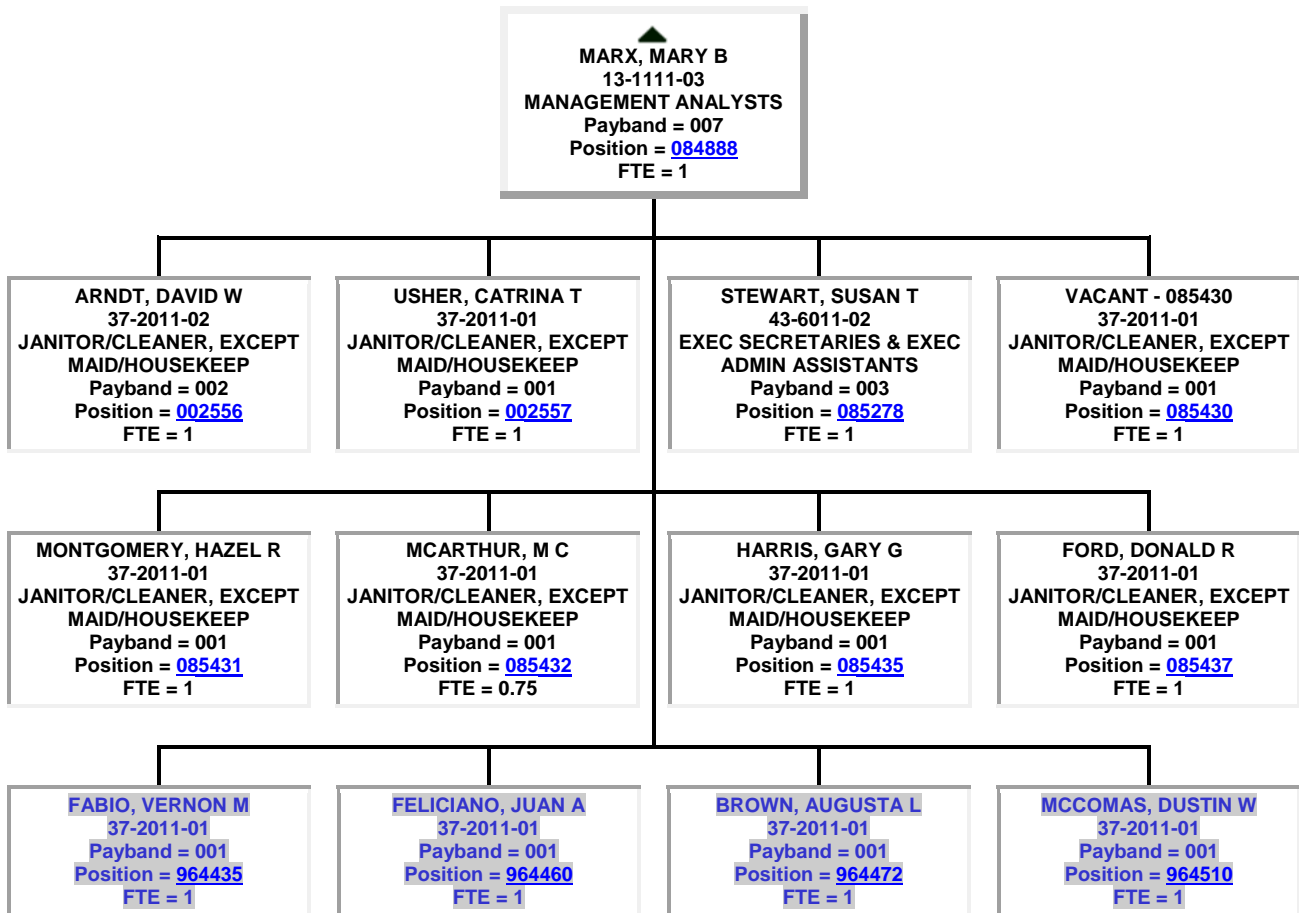 MARX, MARY B
13-1111-03
MANAGEMENT ANALYSTS
Payband = 007
Position = 084888
FTE = 1
ARNDT, DAVID W
37-2011-02
JANITOR/CLEANER, EXCEPT
MAID/HOUSEKEEP
Payband = 002
Position = 002556
FTE = 1
USHER, CATRINA T
37-2011-01
JANITOR/CLEANER, EXCEPT
MAID/HOUSEKEEP
Payband = 001
Position = 002557
FTE = 1
STEWART, SUSAN T
43-6011-02
EXEC SECRETARIES & EXEC
ADMIN ASSISTANTS
Payband = 003
Position = 085278
FTE = 1
VACANT - 085430
37-2011-01
JANITOR/CLEANER, EXCEPT
MAID/HOUSEKEEP
Payband = 001
Position = 085430
FTE = 1
MONTGOMERY, HAZEL R
37-2011-01
JANITOR/CLEANER, EXCEPT
MAID/HOUSEKEEP
Payband = 001
Position = 085431
FTE = 1
MCARTHUR, M C
37-2011-01
JANITOR/CLEANER, EXCEPT
MAID/HOUSEKEEP
Payband = 001
Position = 085432
FTE = 0.75
HARRIS, GARY G
37-2011-01
JANITOR/CLEANER, EXCEPT
MAID/HOUSEKEEP
Payband = 001
Position = 085435
FTE = 1
FORD, DONALD R
37-2011-01
JANITOR/CLEANER, EXCEPT
MAID/HOUSEKEEP
Payband = 001
Position = 085437
FTE = 1
FABIO, VERNON M
37-2011-01
Payband = 001
Position = 964435
FTE = 1
FELICIANO, JUAN A
37-2011-01
Payband = 001
Position = 964460
FTE = 1
BROWN, AUGUSTA L
37-2011-01
Payband = 001
Position = 964472
FTE = 1
MCCOMAS, DUSTIN W
37-2011-01
Payband = 001
Position = 964510
FTE = 1